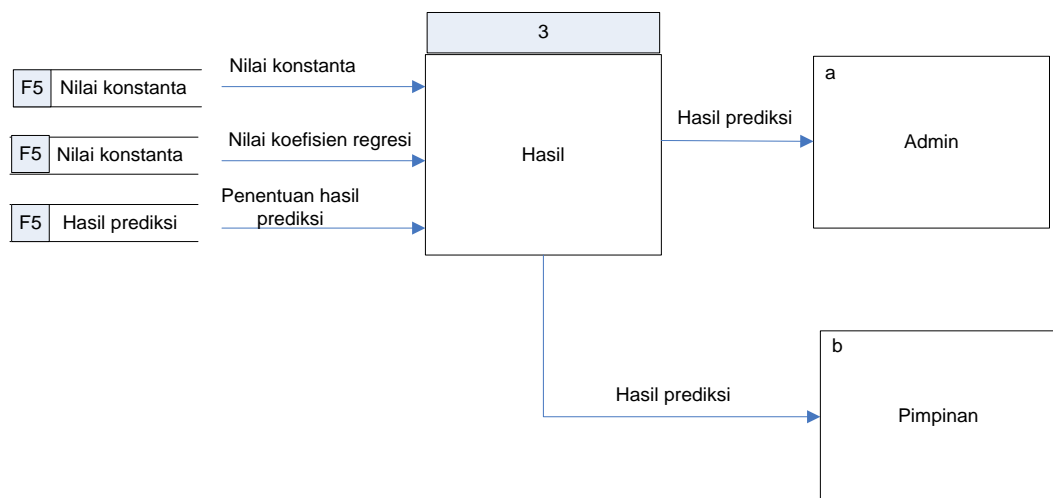 3
F5 Nilai konstanta
Nilai konstanta
F5 Nilai konstanta
Nilai koefisien regresi
F5 Hasil prediksi
Penentuan hasil
prediksi
Hasil
Hasil prediksi
a
Admin
Hasil prediksi
b
Pimpinan